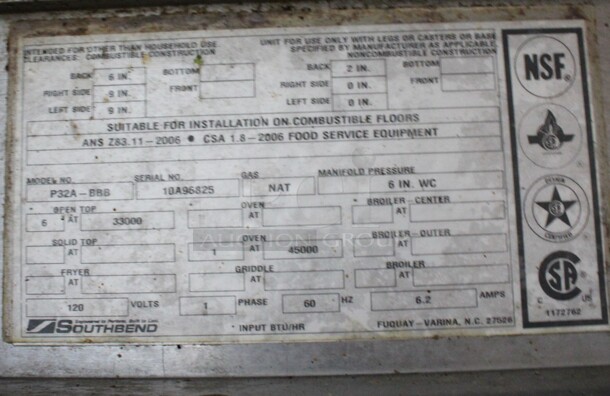 INTENDED FOR OTHER THAN HOUSEHOLD USE
CLEARANCES: COMBUSTIBLE CONSTRUCTION
UNIT FOR USE ONLY WITH LEGS OR CASTERS OR BASE
SPECIFIED BY MANUFACTURER AS APPLICABLE.
NONCOMBUSTIBLE CONSTRUCTION
BACK 6 IN. BOTTOM
RIGHT SIDE 9 IN. FRONT
LEFT SIDE 9 IN.
BACK 2 IN. BOTTOM
RIGHT SIDE 0 IN. FRONT
LEFT SIDE 0 IN.
SUITABLE FOR INSTALLATION ON COMBUSTIBLE FLOORS
ANS Z83.11-2006 • CSA 1.8-2006 FOOD SERVICE EQUIPMENT
MODEL NO. P32A-BBB SERIAL NO. 10A96825 GAS NAT MANIFOLD PRESSURE 6 IN. WC
6 OPEN TOP AT 33000 OVEN AT BROILER-CENTER AT
SOLID TOP AT 1 OVEN AT 45000 BROILER-OUTER AT
FRYER AT GRIDDLE AT BROILER AT
120 VOLTS 1 PHASE 60 HZ 6.2 AMPS
SOUTHBEND
INPUT BTU/HR
FUQUAY-VARINA, N.C. 27526
NSF®
CERTIFIED
CSA
C US
1172762
AUCTION GROUP